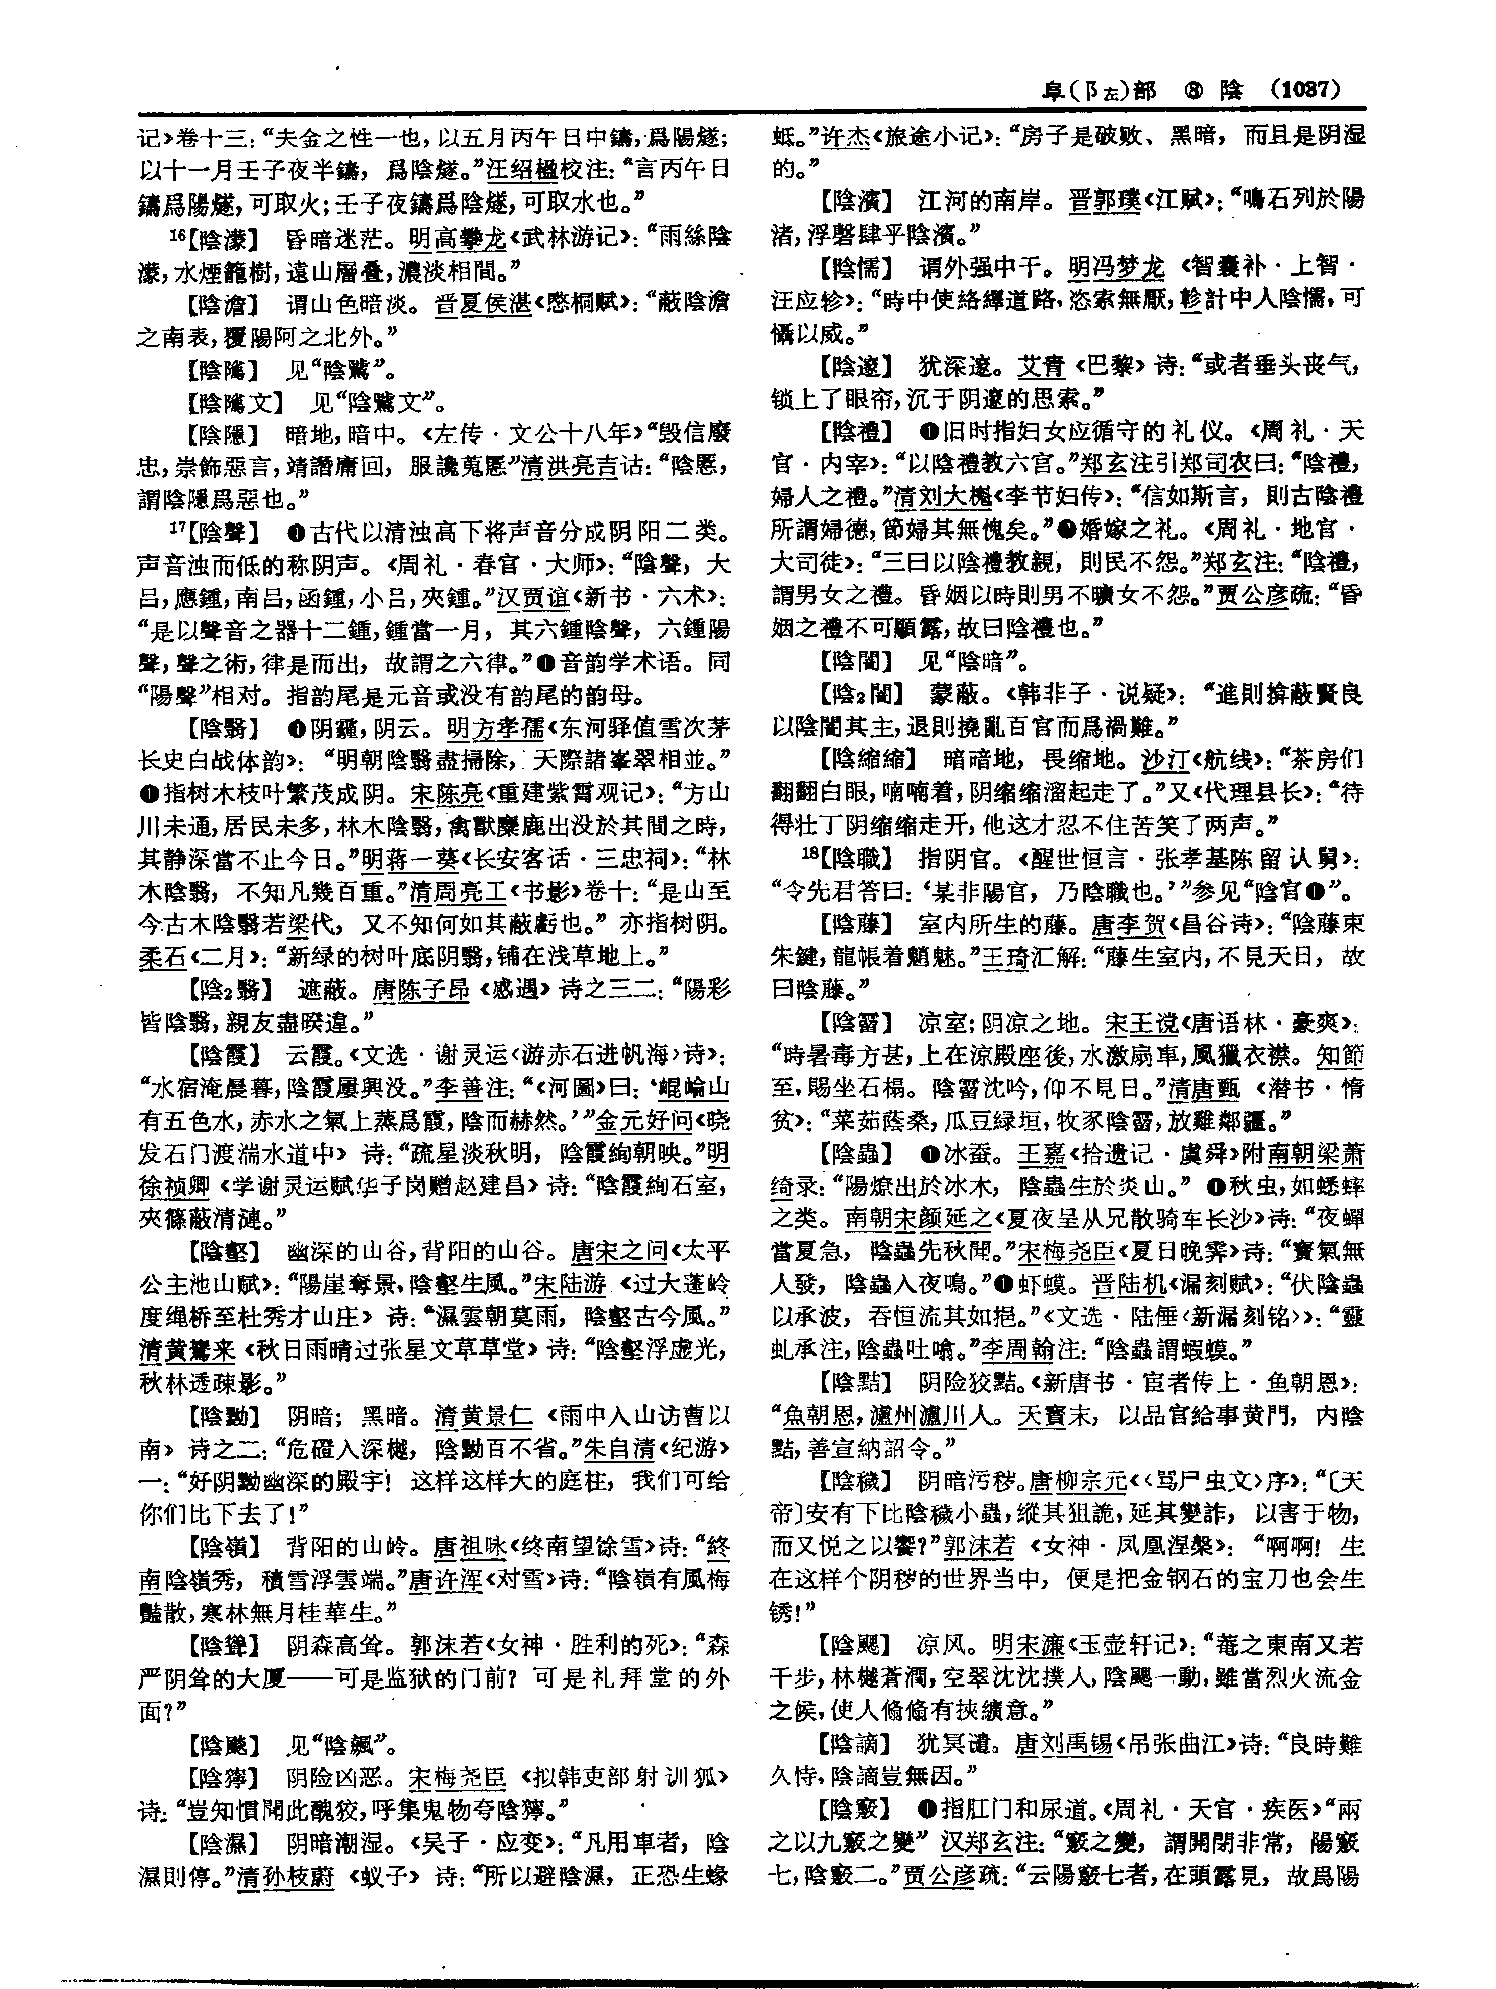 阜(阝左)部　⑧　陰　(1037)
记》卷十三：“夫金之性一也，以五月丙午日中鑄，爲陽燧；
以十一月壬子夜半鑄，爲陰燧。”汪绍楹校注：“言丙午日
鑄爲陽燧，可取火；壬子夜鑄爲陰燧，可取水也。”
16【陰濛】　昏暗迷茫。明高攀龙《武林游记》：“雨絲陰
濛，水煙籠樹，遠山層叠，濃淡相間。”
【陰澹】　谓山色暗淡。晋夏侯湛《愍桐赋》：“蔽陰澹
之南表，覆陽阿之北外。”
【陰隲】　见“陰騭”。
【陰隲文】　见“陰騭文”。
【陰隱】　暗地，暗中。《左传·文公十八年》“毁信廢
忠，崇飾惡言，靖譖庸回，服讒蒐慝”清洪亮吉诂：“陰慝，
謂陰隱爲惡也。”
17【陰聲】　❶古代以清浊高下将声音分成阴阳二类。
声音浊而低的称阴声。《周礼·春官·大师》：“陰聲，大
吕，應鍾，南吕，函鍾，小吕，夾鍾。”汉贾谊《新书·六术》：
“是以聲音之器十二鍾，鍾當一月，其六鍾陰聲，六鍾陽
聲，聲之術，律是而出，故謂之六律。”❶音韵学术语。同
“陽聲”相对。指韵尾是元音或没有韵尾的韵母。
【陰翳】　❶阴霾，阴云。明方孝孺《东河驿值雪次茅
长史白战体韵》：“明朝陰翳盡掃除，天際諸峯翠相並。”
❶指树木枝叶繁茂成阴。宋陈亮《重建紫霄观记》：“方山
川未通，居民未多，林木陰翳，禽獸麋鹿出没於其間之時，
其静深當不止今日。”明蒋一葵《长安客话·三忠祠》：“林
木陰翳，不知凡幾百重。”清周亮工《书影》卷十：“是山至
今古木陰翳若梁代，又不知何如其蔽虧也。”亦指树阴。
柔石《二月》：“新绿的树叶底阴翳，铺在浅草地上。”
【陰2翳】　遮蔽。唐陈子昂《感遇》诗之三二：“陽彩
皆陰翳，親友盡睽違。”
【陰霞】　云霞。《文选·谢灵运〈游赤石进帆海〉诗》：
“水宿淹晨暮，陰霞屢興没。”李善注：“《河圖》曰：‘崐崘山
有五色水，赤水之氣上蒸爲霞，陰而赫然。’”金元好问《晓
发石门渡湍水道中》诗：“疏星淡秋明，陰霞絢朝映。”明
徐祯卿《学谢灵运赋华子岗赠赵建昌》诗：“陰霞絢石室，
夾篠蔽清漣。”
【陰壑】　幽深的山谷，背阳的山谷。唐宋之问《太平
公主池山赋》：“陽崖奪景，陰壑生風。”宋陆游《过大蓬岭
度绳桥至杜秀才山庄》诗：“濕雲朝莫雨，陰壑古今風。”
清黄鷟来《秋日雨晴过张星文草草堂》诗：“陰壑浮虚光，
秋林透疎影。”
【陰黝】　阴暗；黑暗。清黄景仁《雨中入山访曹以
南》诗之二：“危磴入深樾，陰黝百不省。”朱自清《纪游》
一：“好阴黝幽深的殿宇！这样这样大的庭柱，我们可给
你们比下去了！”
【陰嶺】　背阳的山岭。唐祖咏《终南望馀雪》诗：“終
南陰嶺秀，積雪浮雲端。”唐许浑《对雪》诗：“陰嶺有風梅
豔散，寒林無月桂華生。”
【陰聳】　阴森高耸。郭沫若《女神·胜利的死》：“森
严阴耸的大厦——可是监狱的门前？可是礼拜堂的外
面？”
【陰飈】　见“陰飆”。
【陰獰】　阴险凶恶。宋梅尧臣《拟韩吏部射训狐》
诗：“豈知慣聞此醜狡，呼集鬼物夸陰獰。”
【陰濕】　阴暗潮湿。《吴子·应变》：“凡用車者，陰
濕則停。”清孙枝蔚《蚁子》诗：“所以避陰濕，正恐生蝝
蚳。”许杰《旅途小记》：“房子是破败、黑暗，而且是阴湿
的。”
【陰濱】　江河的南岸。晋郭璞《江赋》：“鳴石列於陽
渚，浮磬肆乎陰濱。”
【陰懦】　谓外强中干。明冯梦龙《智囊补·上智·
汪应轸》：“時中使絡繹道路，恣索無厭，軫計中人陰懦，可
懾以威。”
【陰邃】　犹深邃。艾青《巴黎》诗：“或者垂头丧气，
锁上了眼帘，沉于阴邃的思索。”
【陰禮】　❶旧时指妇女应循守的礼仪。《周礼·天
官·内宰》：“以陰禮教六宫。”郑玄注引郑司农曰：“陰禮，
婦人之禮。”清刘大櫆《李节妇传》：“信如斯言，則古陰禮
所謂婦德，節婦其無愧矣。”❶婚嫁之礼。《周礼·地官·
大司徒》：“三曰以陰禮教親，則民不怨。”郑玄注：“陰禮，
謂男女之禮。昏姻以時則男不曠女不怨。”贾公彦疏：“昏
姻之禮不可顯露，故曰陰禮也。”
【陰闇】　见“陰暗”。
【陰2闇】　蒙蔽。《韩非子·说疑》：“進則揜蔽賢良
以陰闇其主，退則撓亂百官而爲禍難。”
【陰縮縮】　暗暗地，畏缩地。沙汀《航线》：“茶房们
翻翻白眼，喃喃着，阴缩缩溜起走了。”又《代理县长》：“待
得壮丁阴缩缩走开，他这才忍不住苦笑了两声。”
18【陰職】　指阴官。《醒世恒言·张孝基陈留认舅》：
“令先君答曰：‘某非陽官，乃陰職也。’”参见“陰官❶”。
【陰藤】　室内所生的藤。唐李贺《昌谷诗》：“陰藤束
朱鍵，龍帳着魈魅。”王琦汇解：“藤生室内，不見天日，故
曰陰藤。”
【陰霤】　凉室；阴凉之地。宋王谠《唐语林·豪爽》：
“時暑毒方甚，上在涼殿座後，水激扇車，風獵衣襟。知節
至，賜坐石榻。陰霤沈吟，仰不見日。”清唐甄《潜书·惰
贫》：“菜茹蔭桑，瓜豆緑垣，牧豕陰霤，放雞鄰疆。”
【陰蟲】　❶冰蚕。王嘉《拾遗记·虞舜》附南朝梁萧
绮录：“陽燎出於冰木，陰蟲生於炎山。”❶秋虫，如蟋蟀
之类。南朝宋颜延之《夏夜呈从兄散骑车长沙》诗：“夜蟬
當夏急，陰蟲先秋聞。”宋梅尧臣《夏日晚霁》诗：“寶氣無
人發，陰蟲入夜鳴。”❶虾蟆。晋陆机《漏刻赋》：“伏陰蟲
以承波，吞恒流其如挹。”《文选·陆倕〈新漏刻铭〉》：“靈
虬承注，陰蟲吐噏。”李周翰注：“陰蟲謂蝦蟆。”
【陰黠】　阴险狡黠。《新唐书·宦者传上·鱼朝恩》：
“魚朝恩，瀘州瀘川人。天寶末，以品官給事黄門，内陰
黠，善宣納詔令。”
【陰穢】　阴暗污秽。唐柳宗元《〈骂尸虫文〉序》：“〔天
帝〕安有下比陰穢小蟲，縱其狙詭，延其變詐，以害于物，
而又悦之以饗？”郭沫若《女神·凤凰涅槃》：“啊啊！生
在这样个阴秽的世界当中，便是把金钢石的宝刀也会生
锈！”
【陰颸】　凉风。明宋濂《玉壶轩记》：“菴之東南又若
干步，林樾蒼潤，空翠沈沈撲人，陰颸一動，雖當烈火流金
之候，使人翛翛有挾纊意。”
【陰謫】　犹冥谴。唐刘禹锡《吊张曲江》诗：“良時難
久恃，陰謫豈無因。”
【陰竅】　❶指肛门和尿道。《周礼·天官·疾医》“兩
之以九竅之變”汉郑玄注：“竅之變，謂開閉非常，陽竅
七，陰竅二。”贾公彦疏：“云陽竅七者，在頭露見，故爲陽